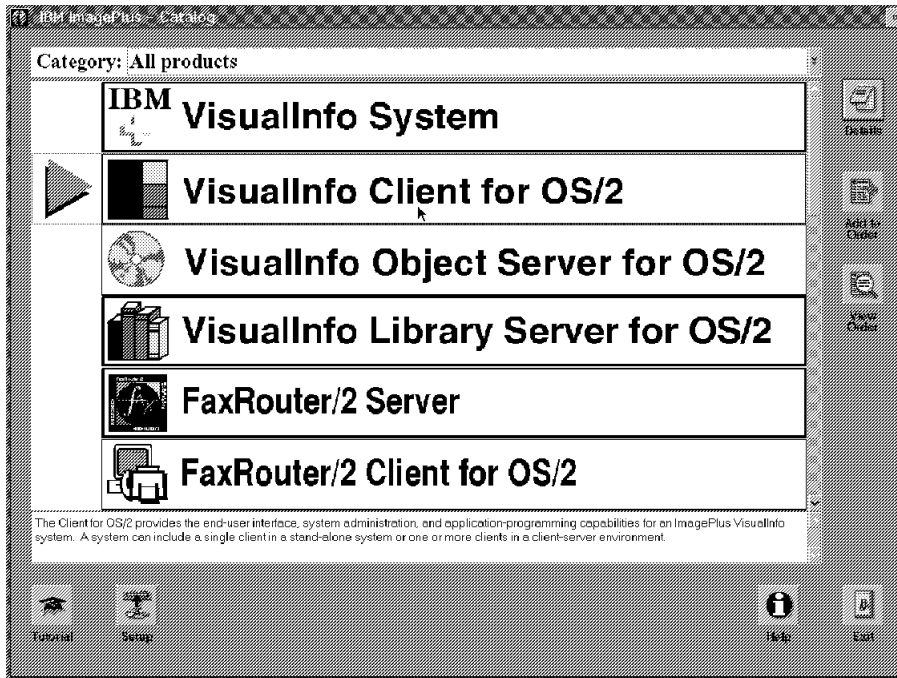 IBM ImagePlus - Catalog
Category: All products
IBM
VisualInfo System
VisualInfo Client for OS/2
VisualInfo Object Server for OS/2
VisualInfo Library Server for OS/2
FaxRouter/2 Server
FaxRouter/2 Client for OS/2
The Client for OS/2 provides the end-user interface, system administration, and application-programming capabilities for an ImagePlus VisualInfo
system. A system can include a single client in a stand-alone system or one or more clients in a client-server environment.
Details
Add to
Order
View
Order
Tutorial
Setup
Help
Exit